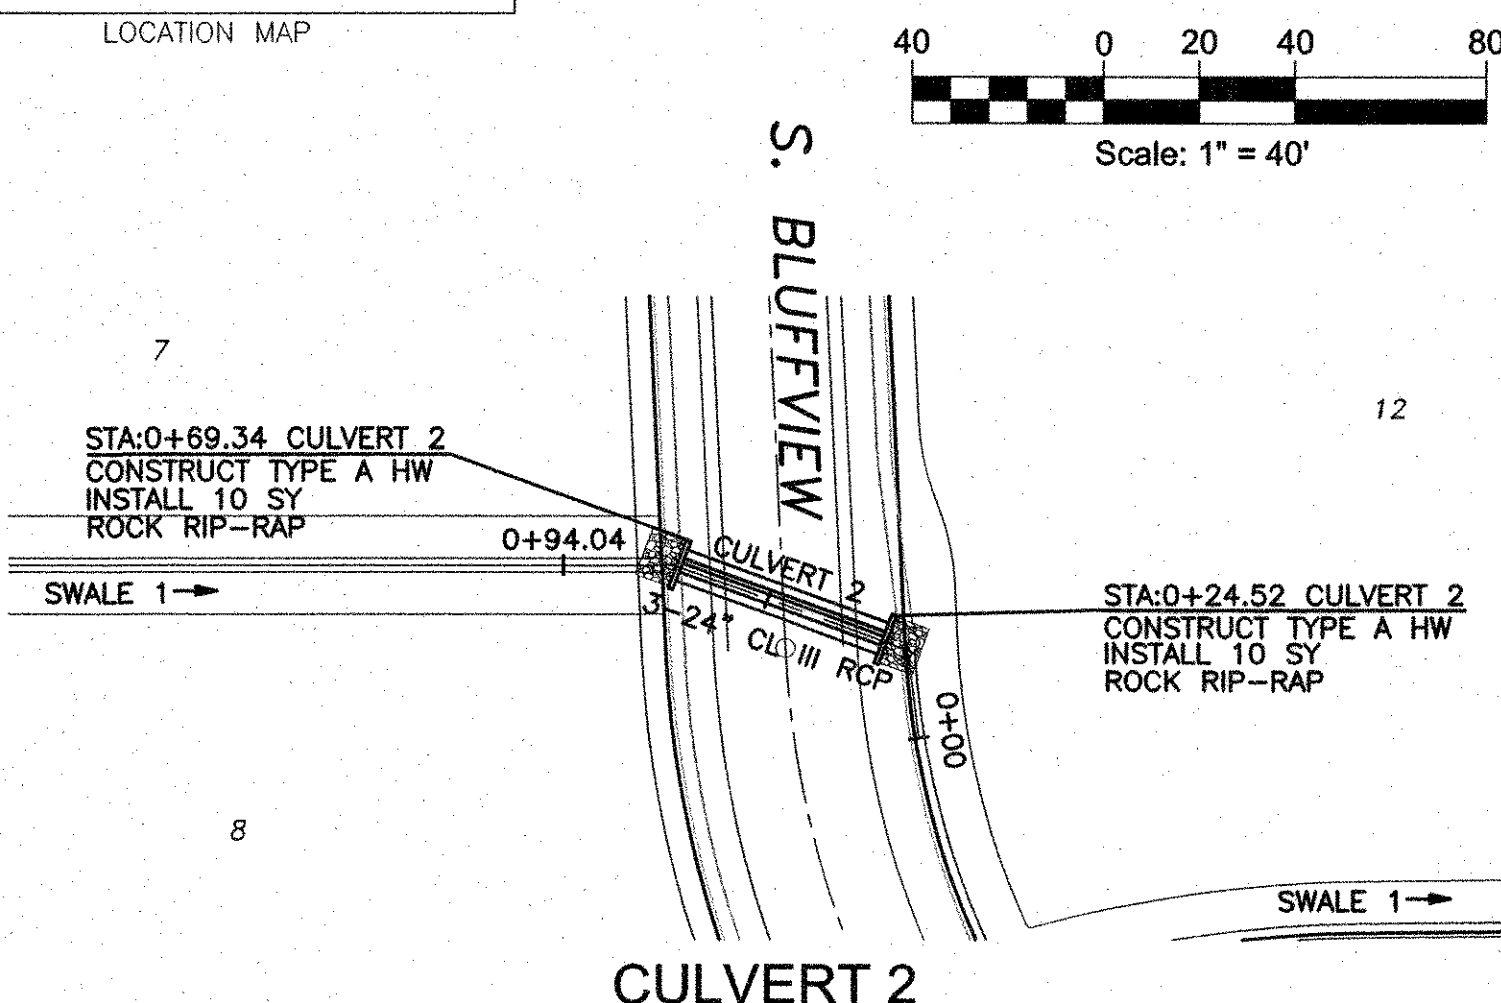 LOCATION MAP
40 0 20 40 80
Scale: 1" = 40'
S. BLUFFVIEW
7
12
STA:0+69.34 CULVERT 2
CONSTRUCT TYPE A HW
INSTALL 10 SY
ROCK RIP-RAP
0+94.04
SWALE 1
CULVERT 2
3-24" CL III RCP
STA:0+24.52 CULVERT 2
CONSTRUCT TYPE A HW
INSTALL 10 SY
ROCK RIP-RAP
0+00
8
SWALE 1
CULVERT 2